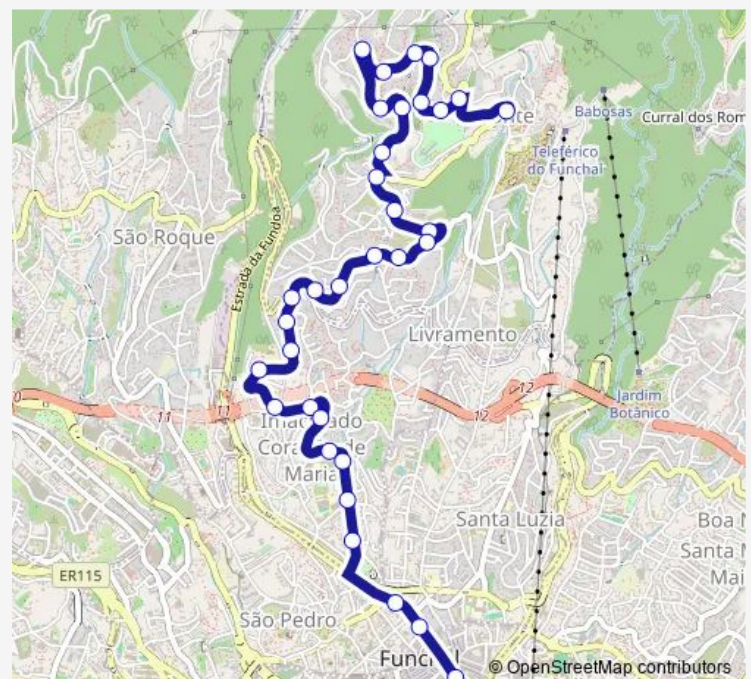 Babosas
Curral dos Rom
Teleférico
do Funchal
São Roque
Estrada da Fundoa
Livramento
12
12
11
11
Jardim
Botânico
Maria
Santa Luzia
Boa
Santa
Mai
ER115
São Pedro
© OpenStreetMap contributors